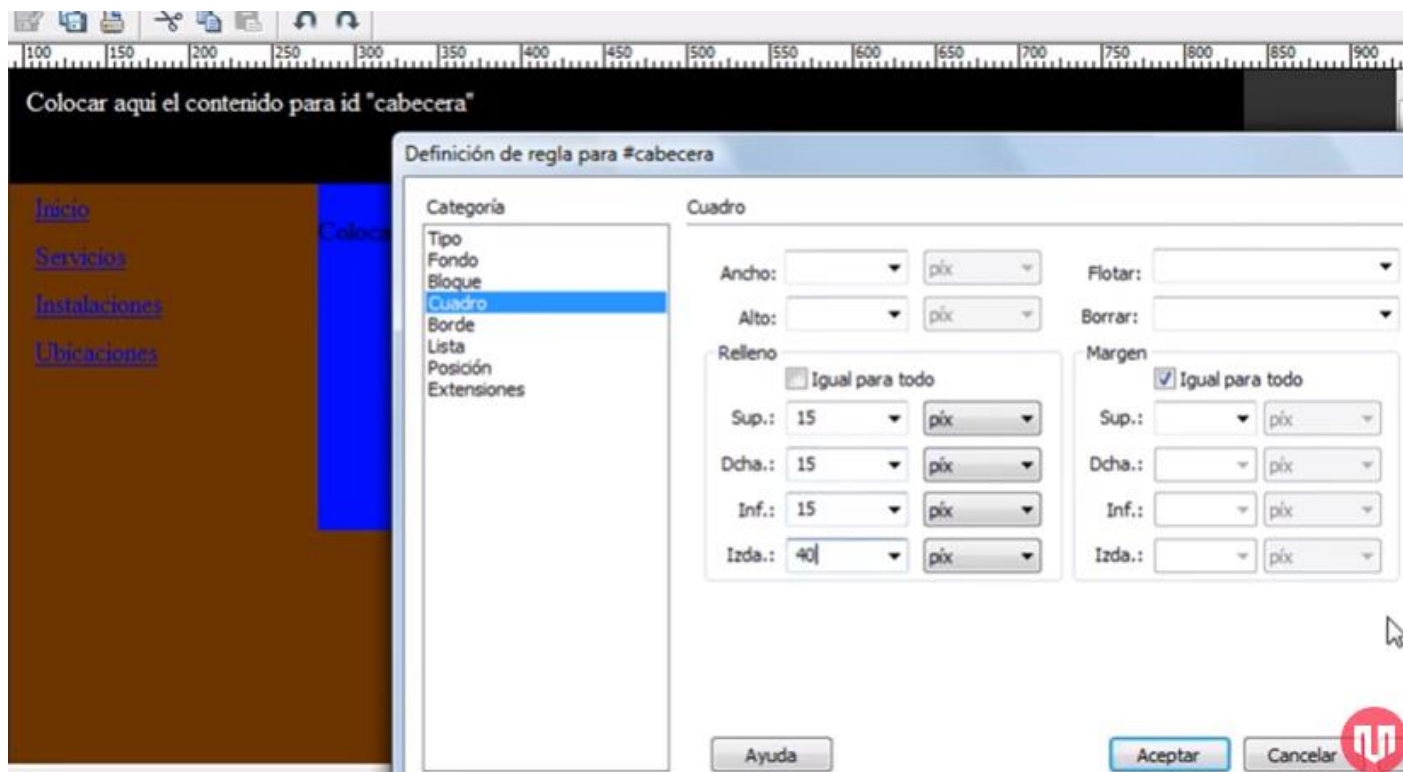 100 150 200 250 300 350 400 450 500 550 600 650 700 750 800 850 900
Colocar aquí el contenido para id "cabecera"
Inicio
Servicios
Instalaciones
Ubicaciones
Coloca
Definición de regla para #cabecera
Categoría
Tipo
Fondo
Bloque
Cuadro
Borde
Lista
Posición
Extensiones
Cuadro
Ancho: píx Flotar:
Alto: píx Borrar:
Relleno Margen
Igual para todo Igual para todo
Sup.: 15 píx Sup.: píx
Dcha.: 15 píx Dcha.: píx
Inf.: 15 píx Inf.: píx
Izda.: 40 píx Izda.: píx
Ayuda Aceptar Cancelar